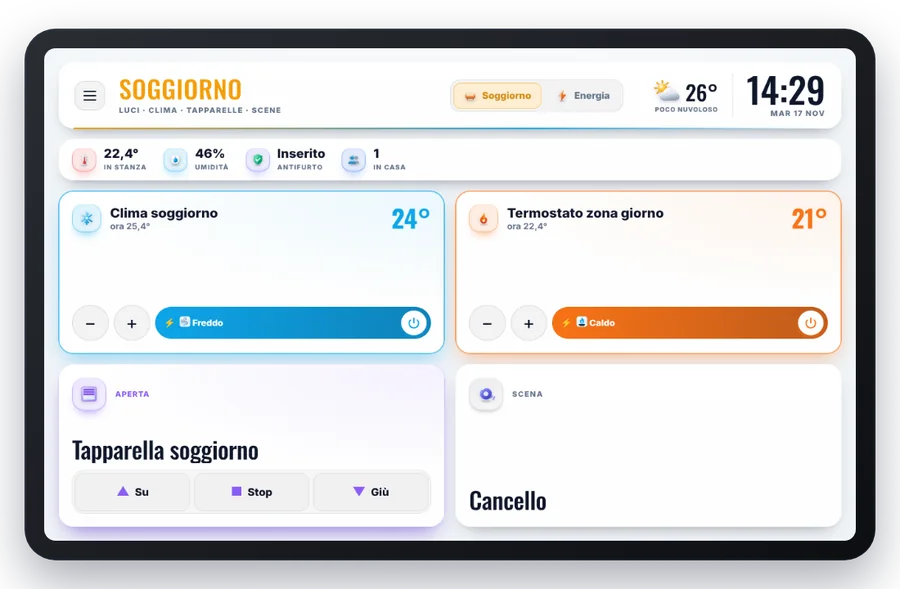 SOGGIORNO
LUCI · CLIMA · TAPPARELLE · SCENE
Soggiorno
Energia
26°
POCO NUVOLOSO
14:29
MAR 17 NOV
22,4°
IN STANZA
46%
UMIDITÀ
Inserito
ANTIFURTO
1
IN CASA
Clima soggiorno
ora 25,4°
24°
− + Freddo
Termostato zona giorno
ora 22,4°
21°
− + Caldo
APERTA
Tapparella soggiorno
Su
Stop
Giù
SCENA
Cancello